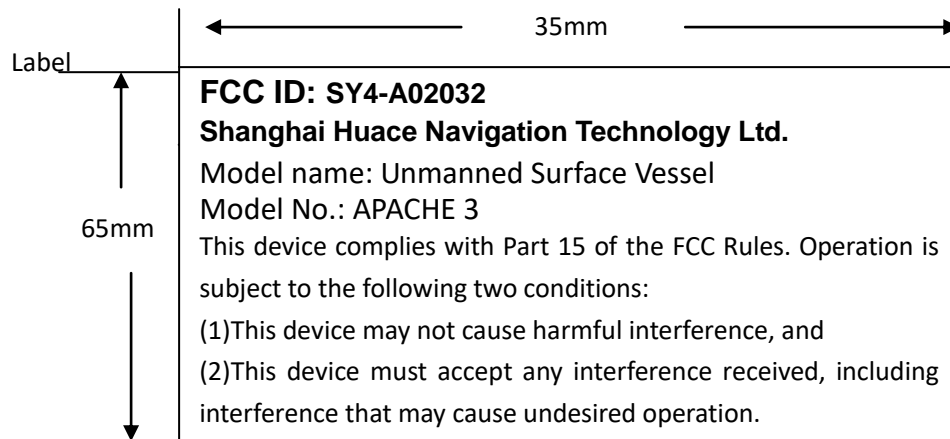 35mm
Label
FCC ID: SY4-A02032
Shanghai Huace Navigation Technology Ltd.
Model name: Unmanned Surface Vessel
Model No.: APACHE 3
65mm
This device complies with Part 15 of the FCC Rules. Operation is
subject to the following two conditions:
(1)This device may not cause harmful interference, and
(2)This device must accept any interference received, including
interference that may cause undesired operation.